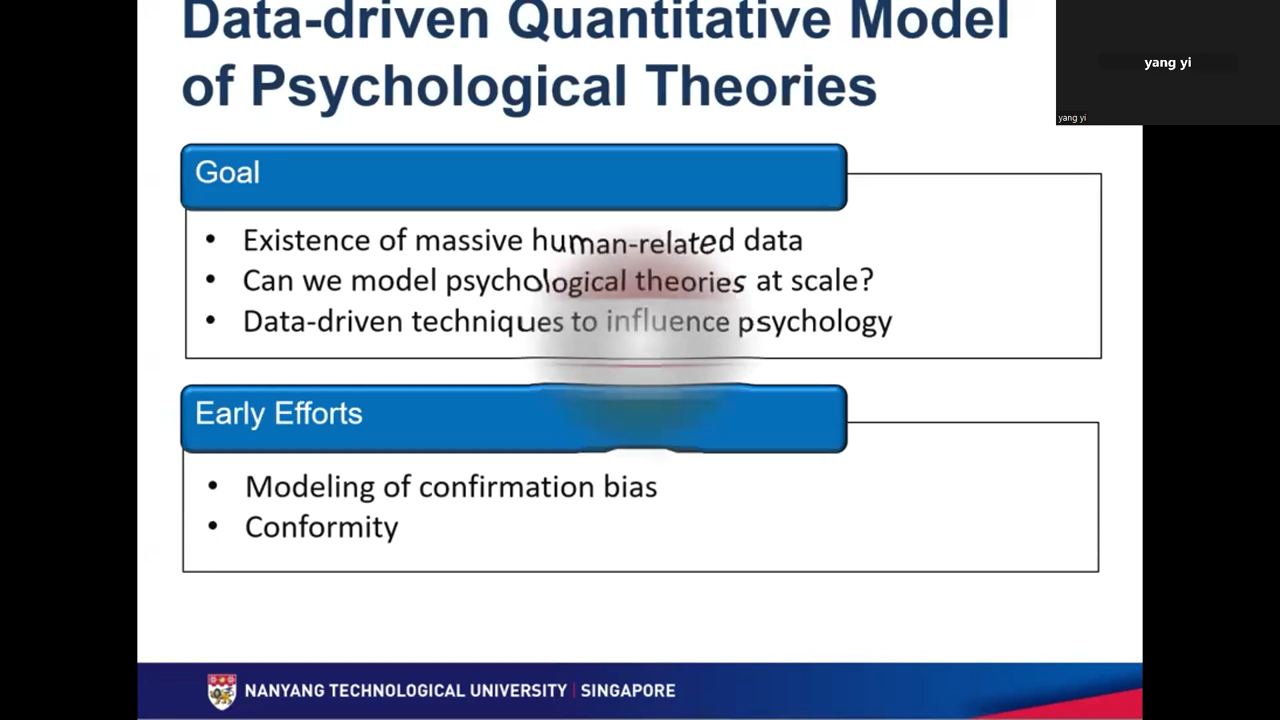 Data-driven Quantitative Model
of Psychological Theories
yang yi
yang yi
Goal
• Existence of massive human-related data
• Can we model psychological theories at scale?
• Data-driven techniques to influence psychology
Early Efforts
• Modeling of confirmation bias
• Conformity
NANYANG TECHNOLOGICAL UNIVERSITY | SINGAPORE